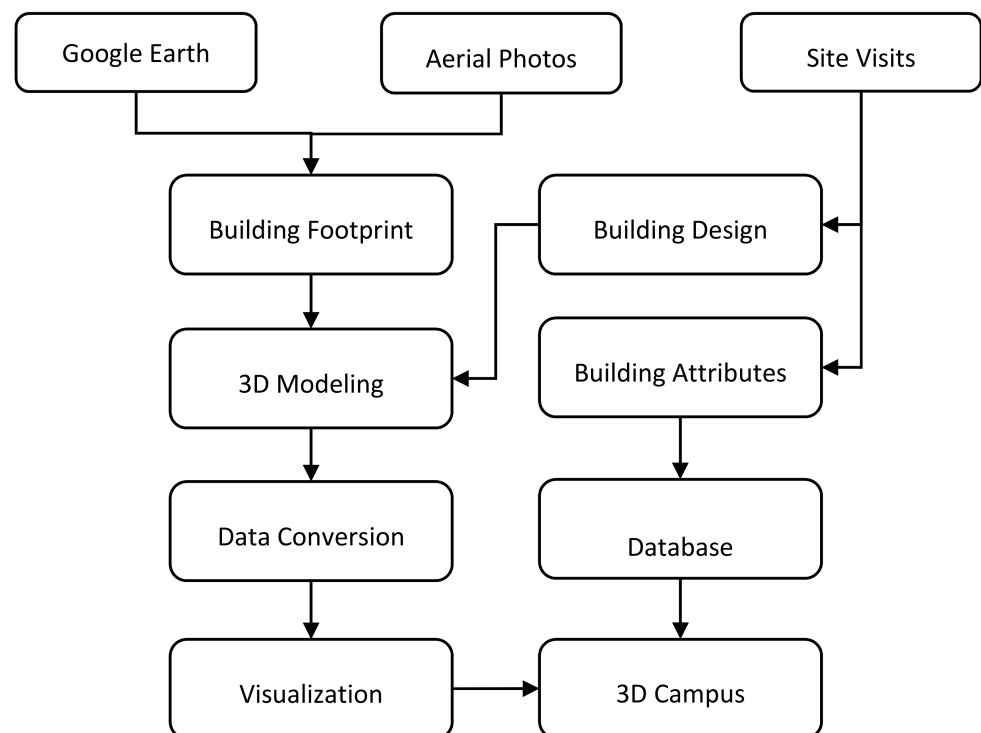 Google Earth
Aerial Photos
Site Visits
Building Footprint
Building Design
3D Modeling
Building Attributes
Data Conversion
Database
Visualization
3D Campus